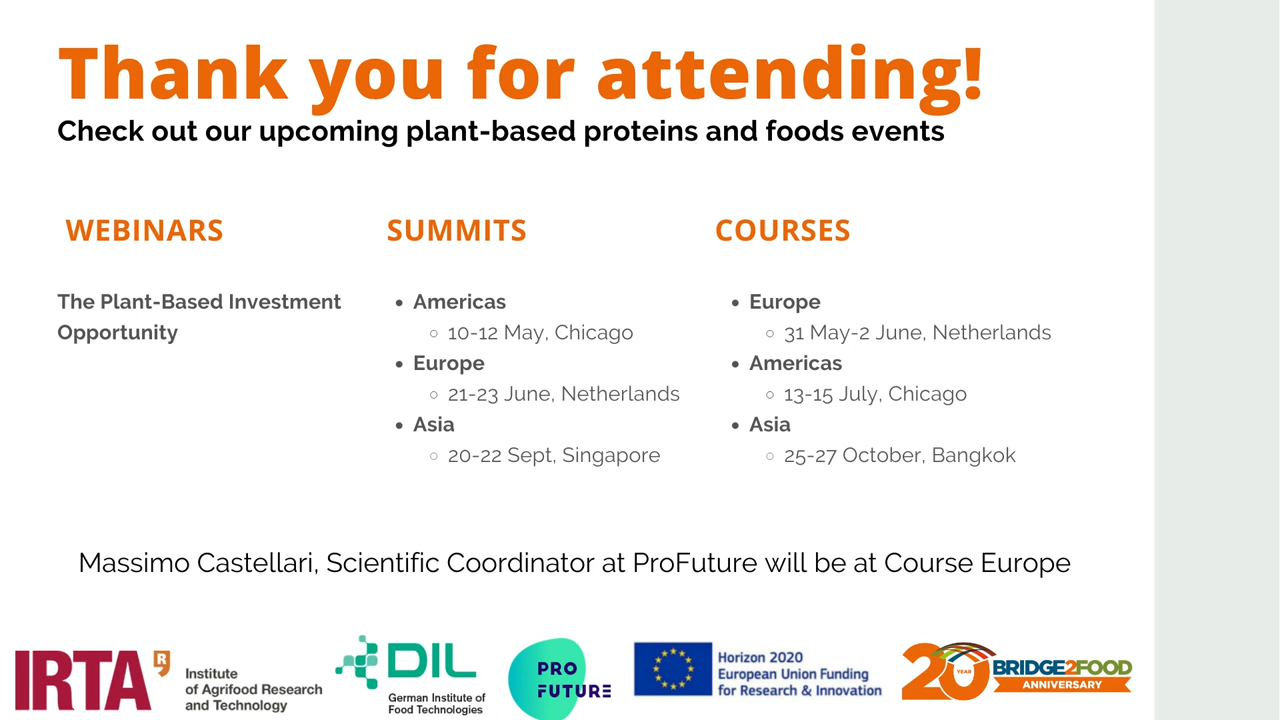 Thank you for attending!
Check out our upcoming plant-based proteins and foods events
WEBINARS
The Plant-Based Investment
Opportunity
SUMMITS
• Americas
○ 10-12 May, Chicago
• Europe
○ 21-23 June, Netherlands
• Asia
○ 20-22 Sept, Singapore
COURSES
• Europe
○ 31 May-2 June, Netherlands
• Americas
○ 13-15 July, Chicago
• Asia
○ 25-27 October, Bangkok
Massimo Castellari, Scientific Coordinator at ProFuture will be at Course Europe
IRTA R
Institute
of Agrifood Research
and Technology
DIL
German Institute of
Food Technologies
PRO
FUTURE
Horizon 2020
European Union Funding
for Research & Innovation
20 YEAR
BRIDGE2FOOD
ANNIVERSARY